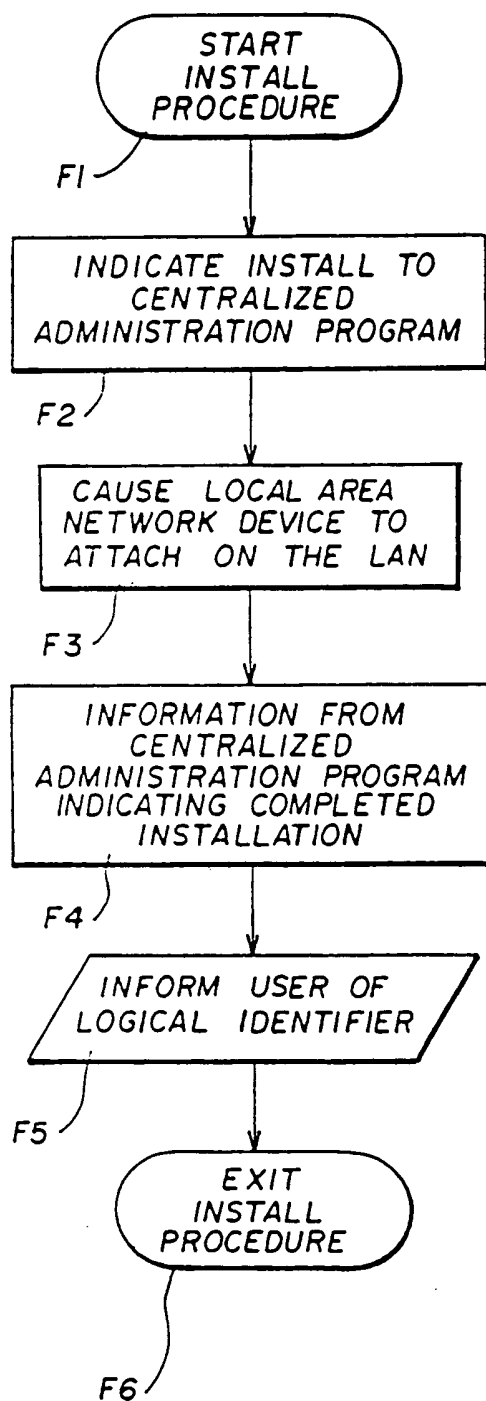 START
INSTALL
PROCEDURE
F1
INDICATE INSTALL TO
CENTRALIZED
ADMINISTRATION PROGRAM
F2
CAUSE LOCAL AREA
NETWORK DEVICE TO
ATTACH ON THE LAN
F3
INFORMATION FROM
CENTRALIZED
ADMINISTRATION PROGRAM
INDICATING COMPLETED
INSTALLATION
F4
INFORM USER OF
LOGICAL IDENTIFIER
F5
EXIT
INSTALL
PROCEDURE
F6